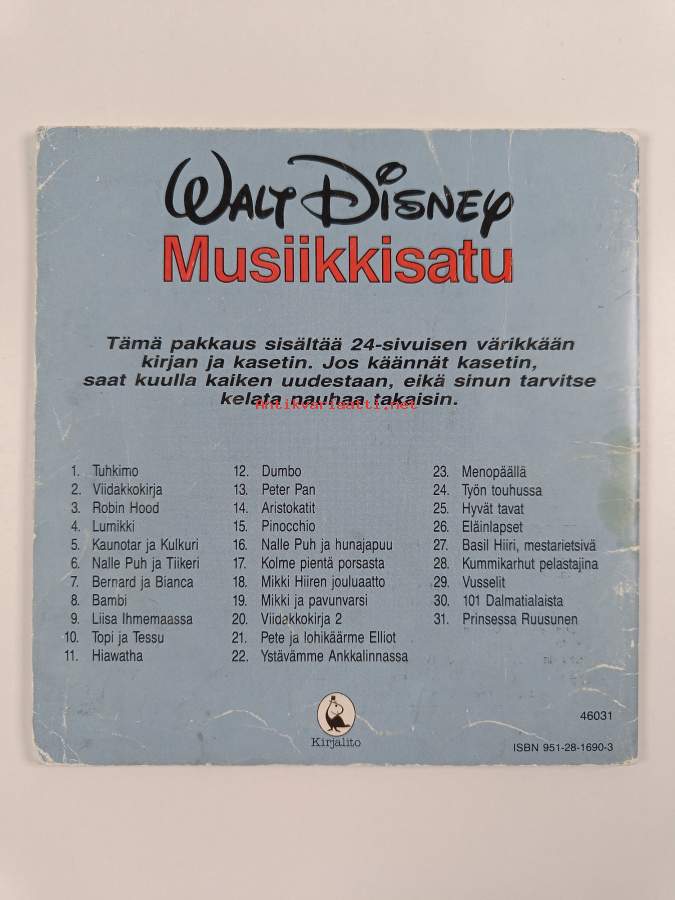 WALT DISNEY
Musiikkisatu
Tämä pakkaus sisältää 24-sivuisen värikkään
kirjan ja kasetin. Jos käännät kasetin,
saat kuulla kaiken uudestaan, eikä sinun tarvitse
kelata nauhaa takaisin.
Antikvariaatti.net
1. Tuhkimo
2. Viidakkokirja
3. Robin Hood
4. Lumikki
5. Kaunotar ja Kulkuri
6. Nalle Puh ja Tiikeri
7. Bernard ja Bianca
8. Bambi
9. Liisa Ihmemaassa
10. Topi ja Tessu
11. Hiawatha
12. Dumbo
13. Peter Pan
14. Aristokatit
15. Pinocchio
16. Nalle Puh ja hunajapuu
17. Kolme pientä porsasta
18. Mikki Hiiren jouluaatto
19. Mikki ja pavunvarsi
20. Viidakkokirja 2
21. Pete ja lohikäärme Elliot
22. Ystävämme Ankkalinnassa
23. Menopäällä
24. Työn touhussa
25. Hyvät tavat
26. Eläinlapset
27. Basil Hiiri, mestarietsivä
28. Kummikarhut pelastajina
29. Vusselit
30. 101 Dalmatialaista
31. Prinsessa Ruusunen
Kirjalito
46031
ISBN 951-28-1690-3